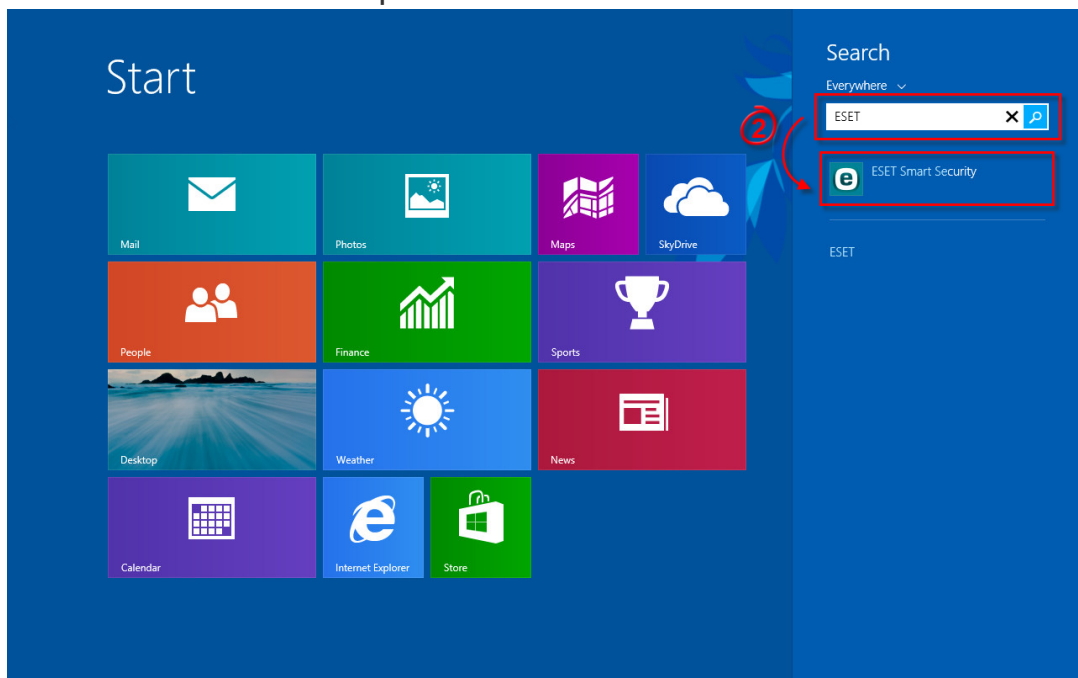 Start
Search
Everywhere
ESET
2
ESET Smart Security
ESET
Mail
Photos
Maps
SkyDrive
People
Finance
Sports
Desktop
Weather
News
Calendar
Internet Explorer
Store